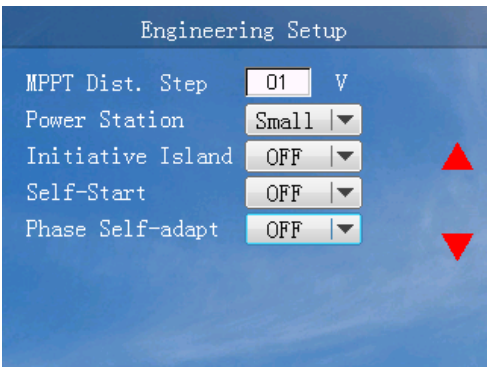 Engineering Setup
MPPT Dist. Step 01 V
Power Station Small
Initiative Island OFF
Self-Start OFF
Phase Self-adapt OFF